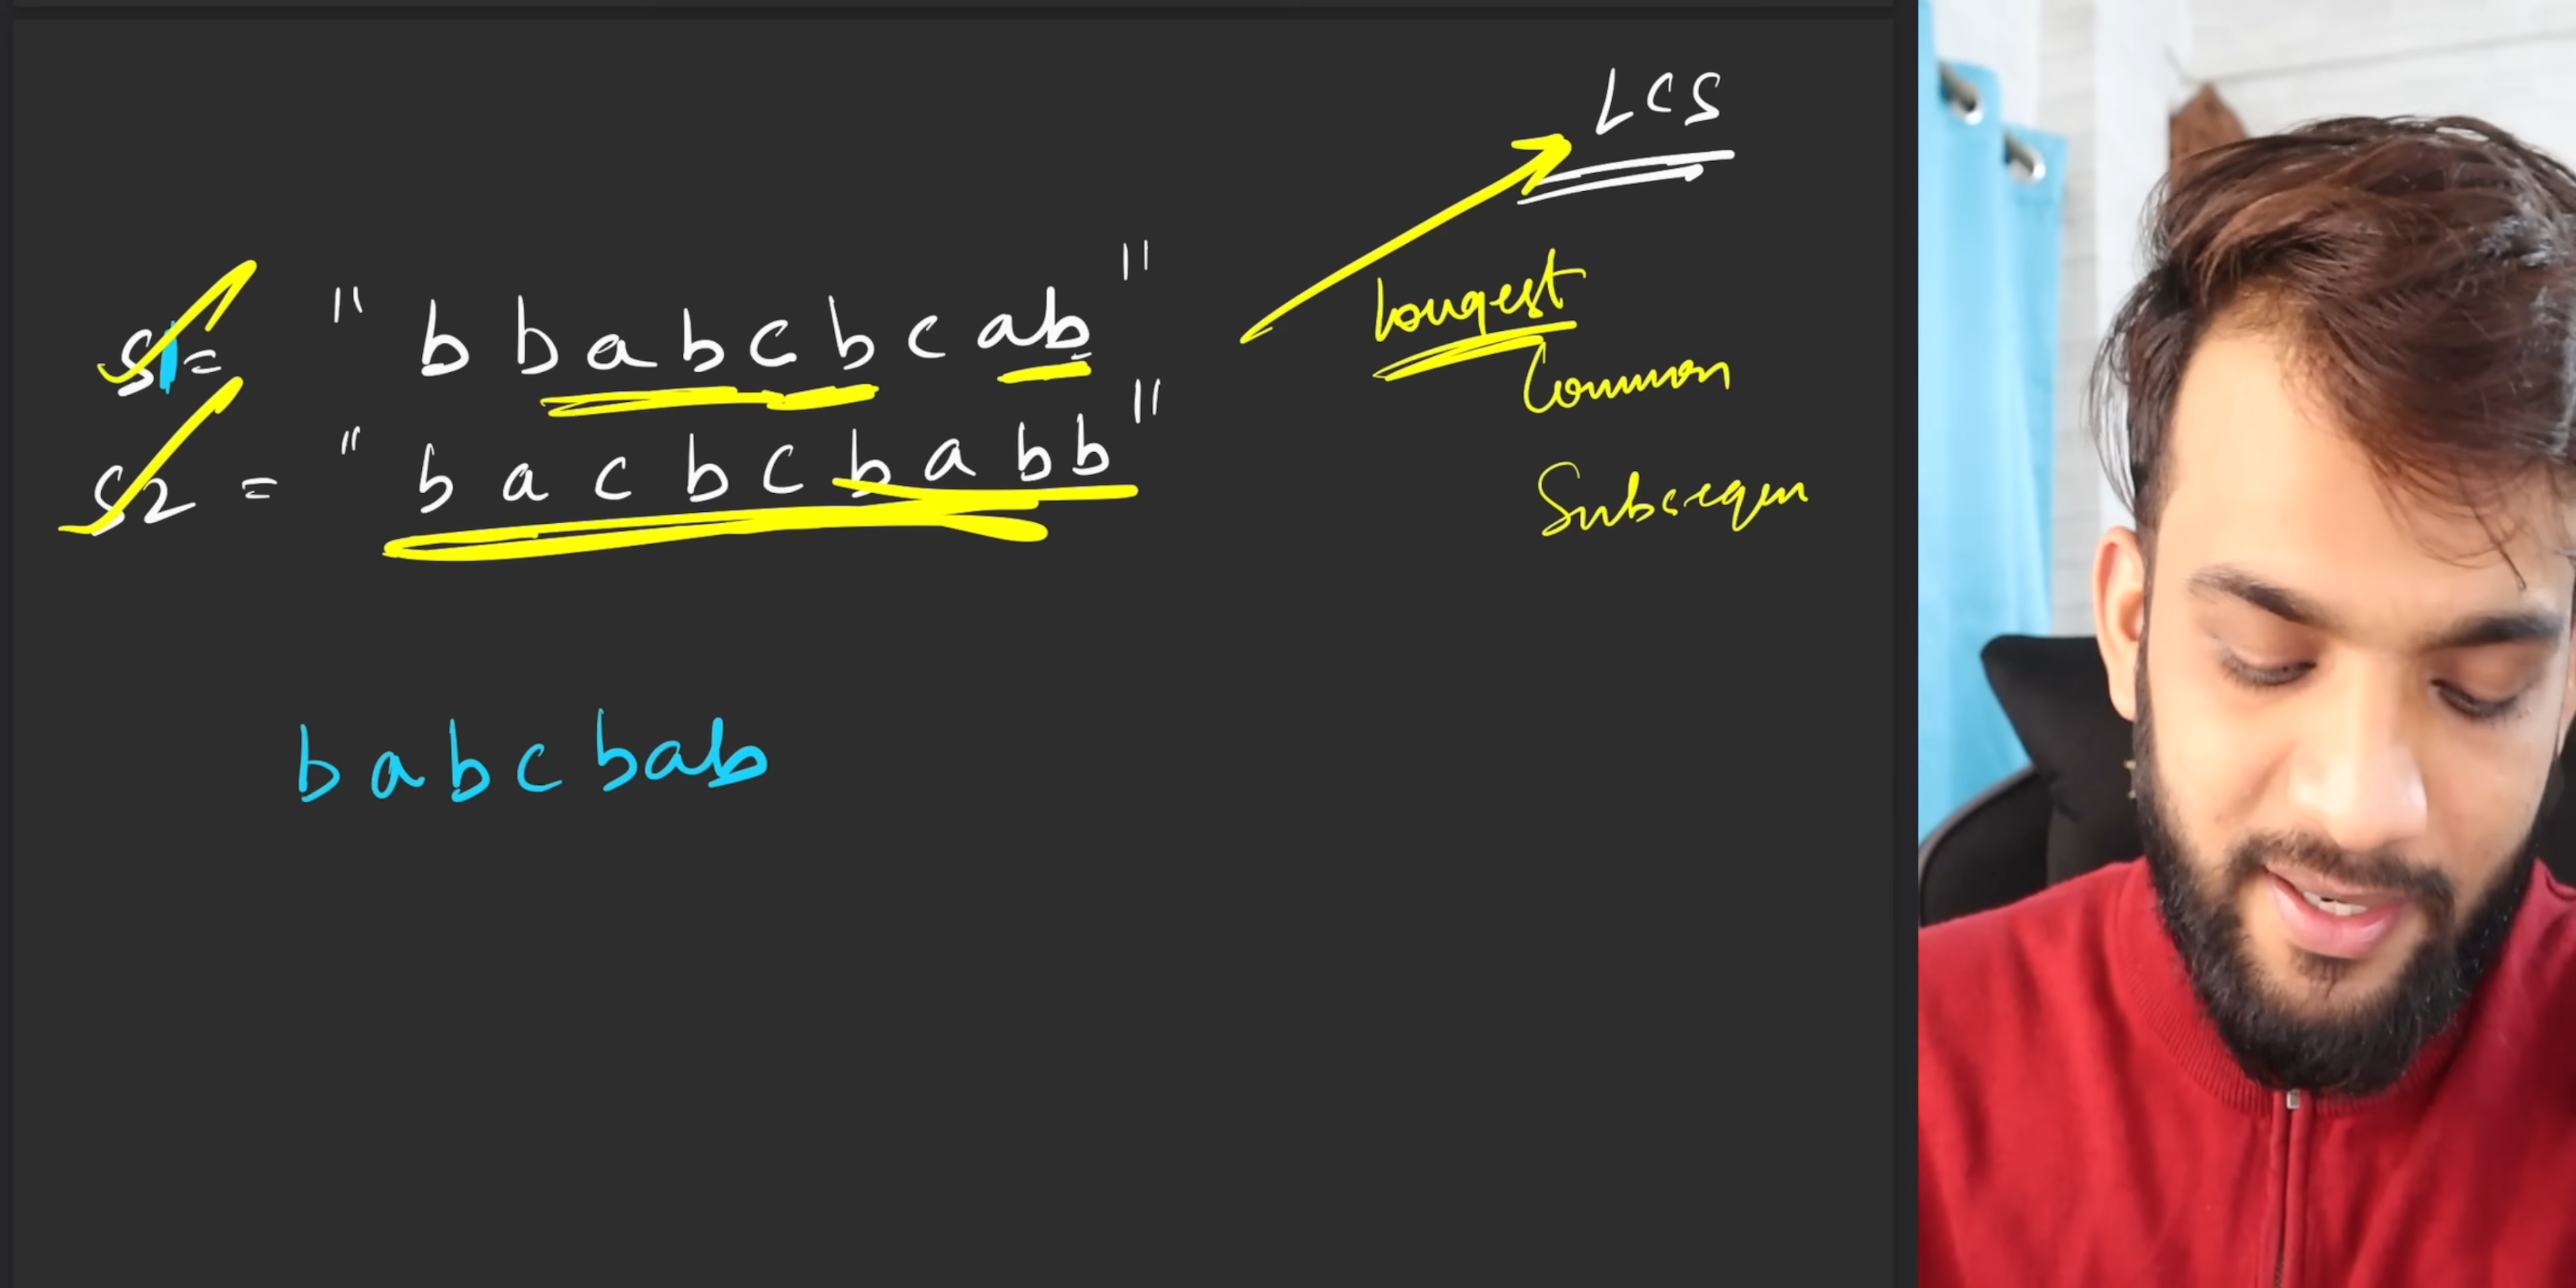 LCS
s1= "bbabcbcab"
Longest
Common
s2 = "bacbcbabb"
Subsequen
babcbab